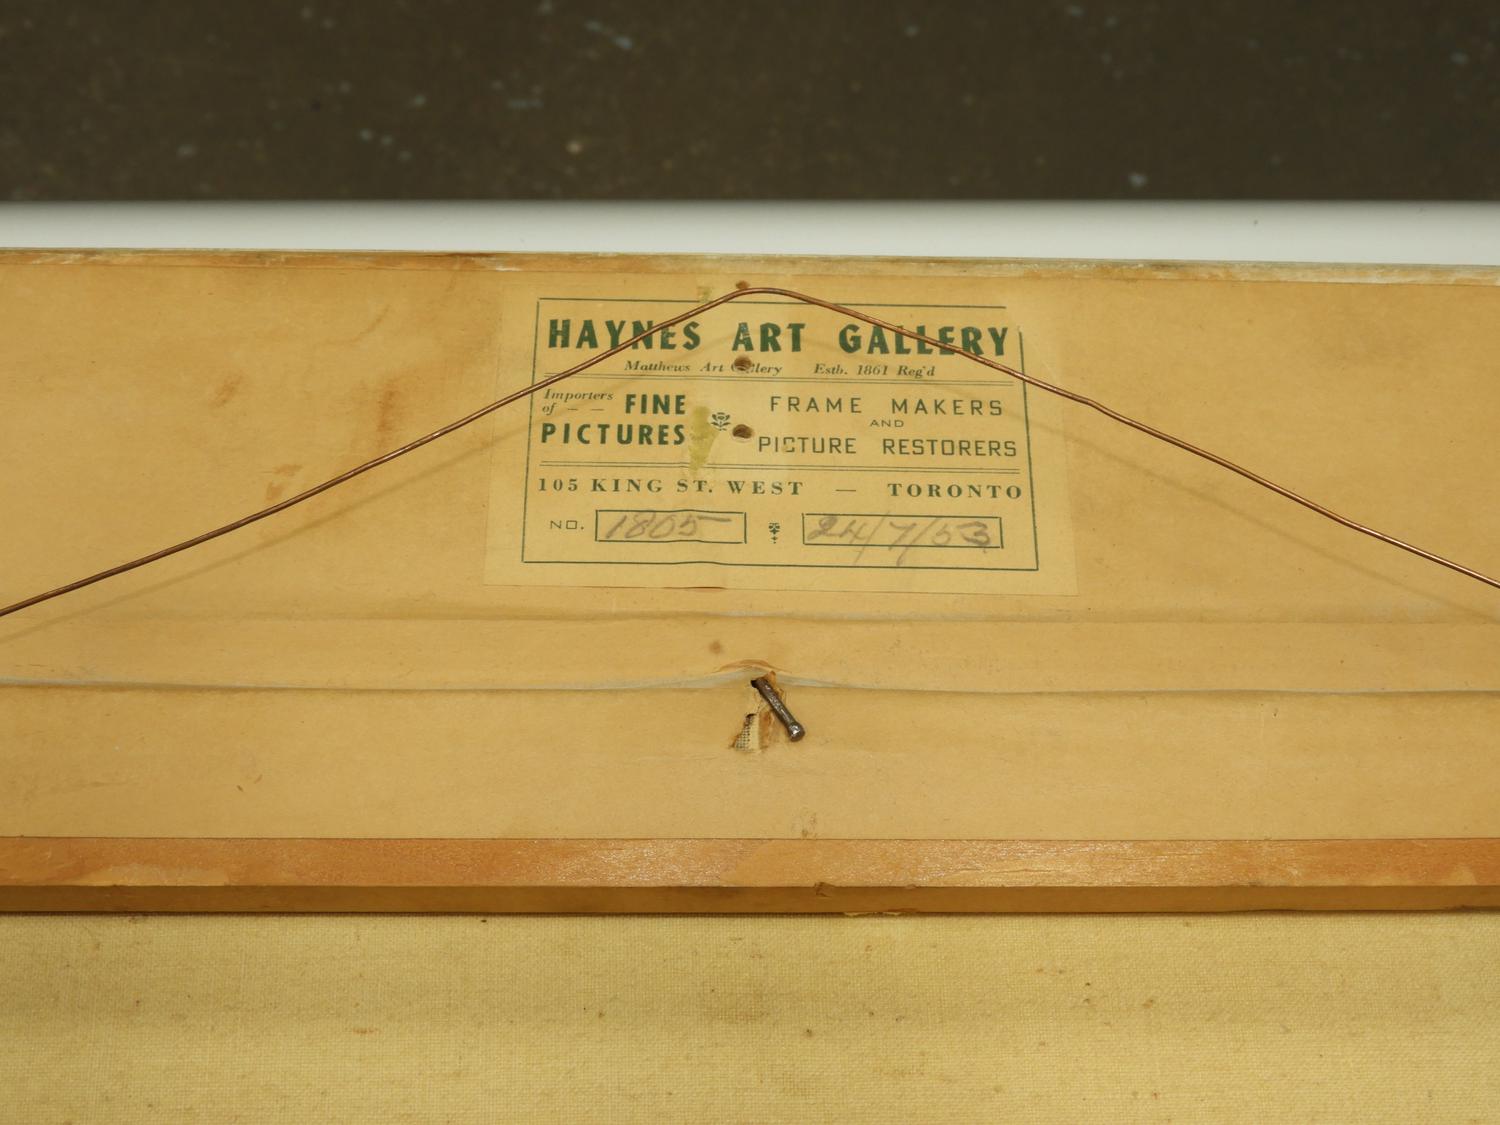 HAYNES ART GALLERY
Matthews Art Gallery Estb. 1861 Reg'd
Importers of – – FINE PICTURES
FRAME MAKERS
AND
PICTURE RESTORERS
105 KING ST. WEST — TORONTO
NO. 1805 24/7/53